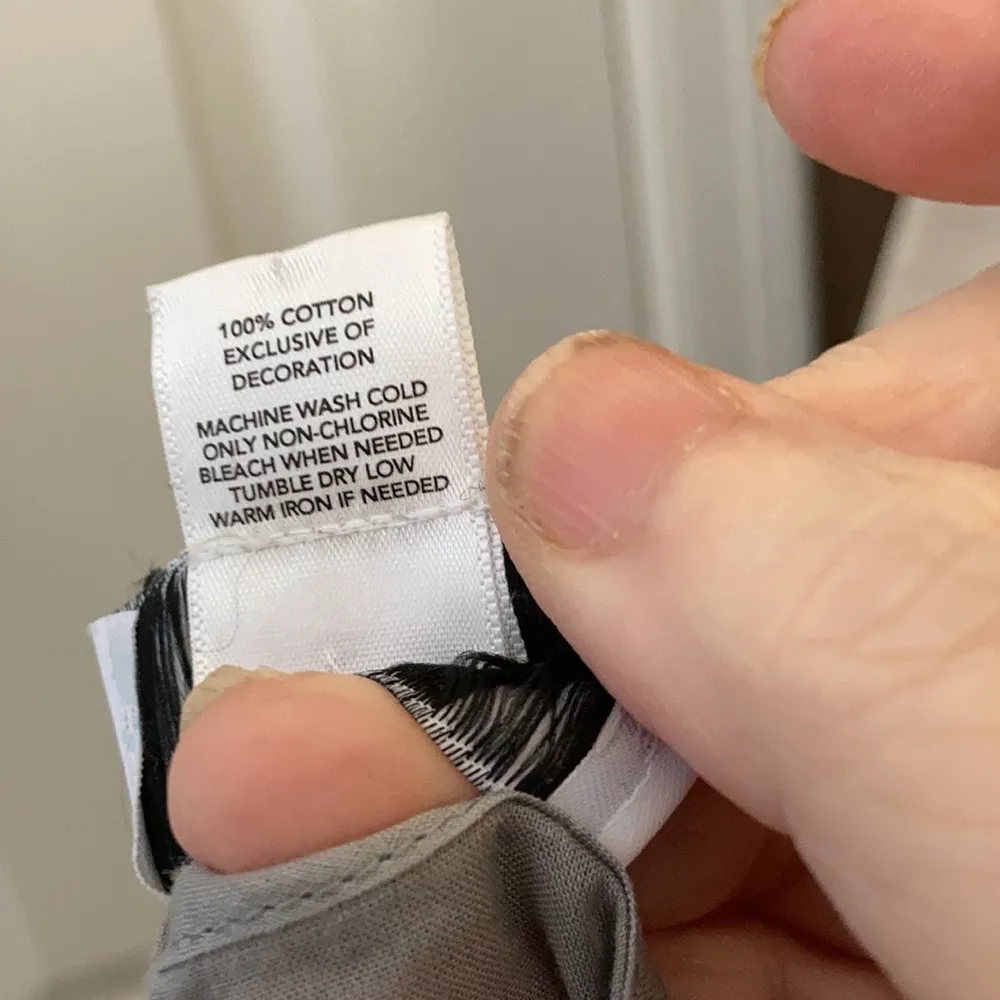 100% COTTON
EXCLUSIVE OF
DECORATION
MACHINE WASH COLD
ONLY NON-CHLORINE
BLEACH WHEN NEEDED
TUMBLE DRY LOW
WARM IRON IF NEEDED